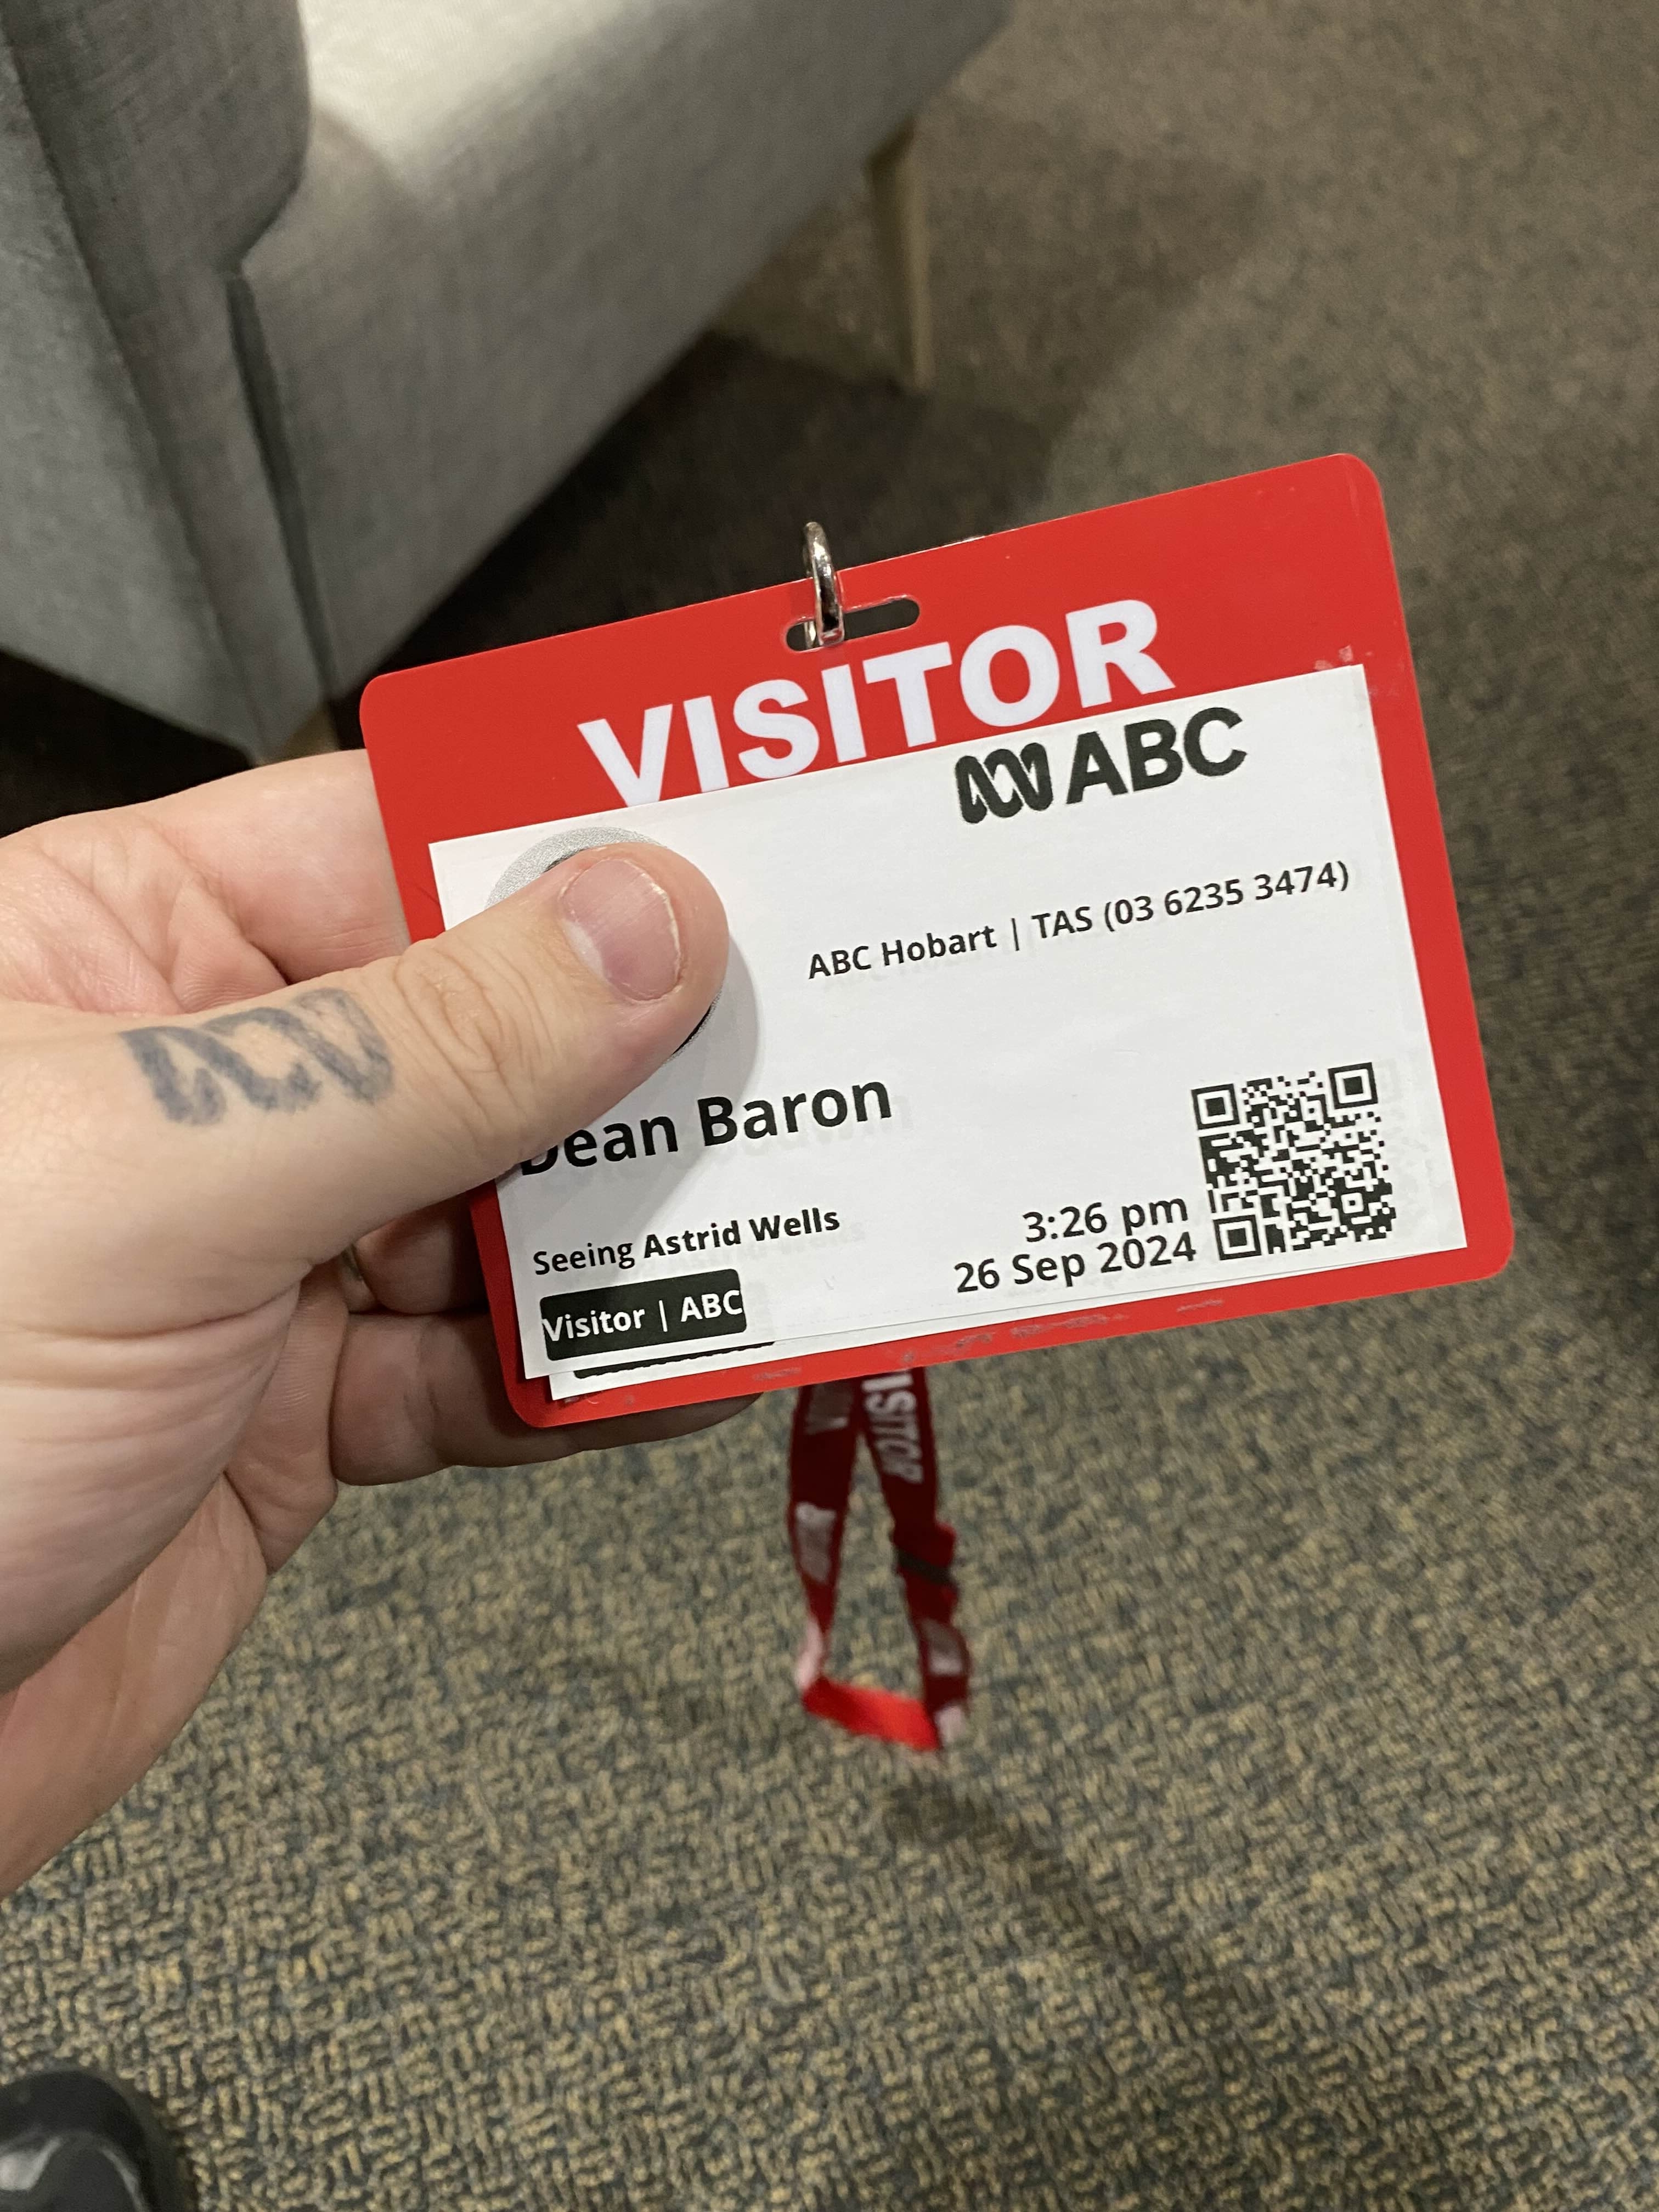 VISITOR
ABC
ABC Hobart | TAS (03 6235 3474)
Dean Baron
Seeing Astrid Wells
3:26 pm
26 Sep 2024
Visitor | ABC
VISITOR